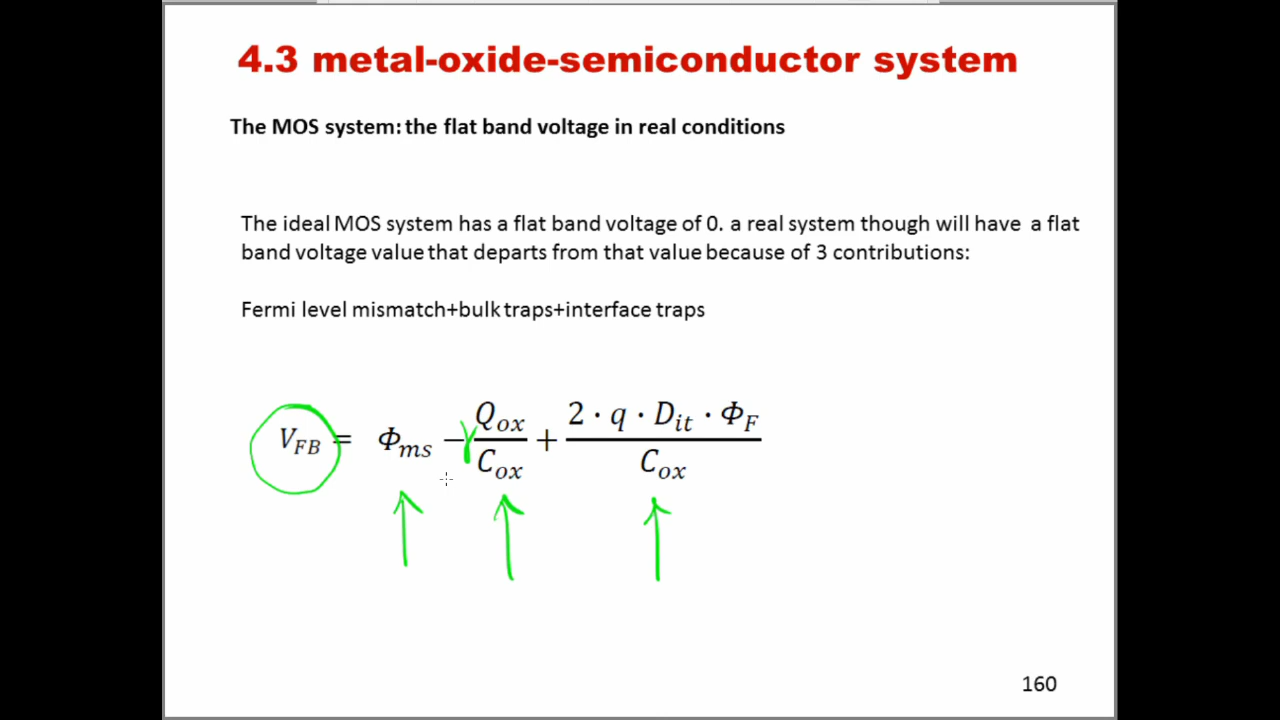 4.3 metal-oxide-semiconductor system
The MOS system: the flat band voltage in real conditions
The ideal MOS system has a flat band voltage of 0. a real system though will have a flat
band voltage value that departs from that value because of 3 contributions:
Fermi level mismatch+bulk traps+interface traps
V_FB = Φ_ms − γ Q_ox / C_ox + 2 · q · D_it · Φ_F / C_ox
160